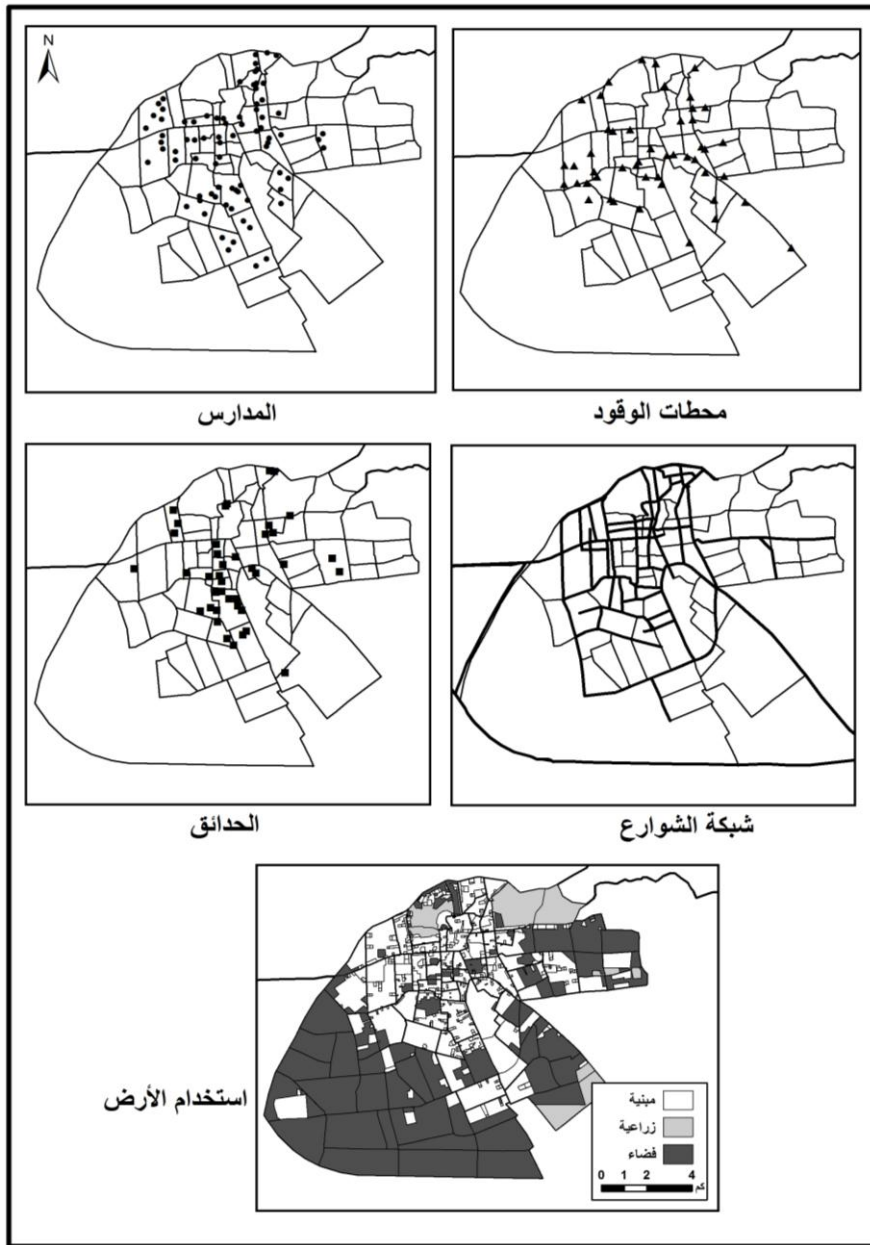 N
المدارس
محطات الوقود
الحدائق
شبكة الشوارع
استخدام الأرض
مبنية
زراعية
فضاء
0 1 2 4
كم